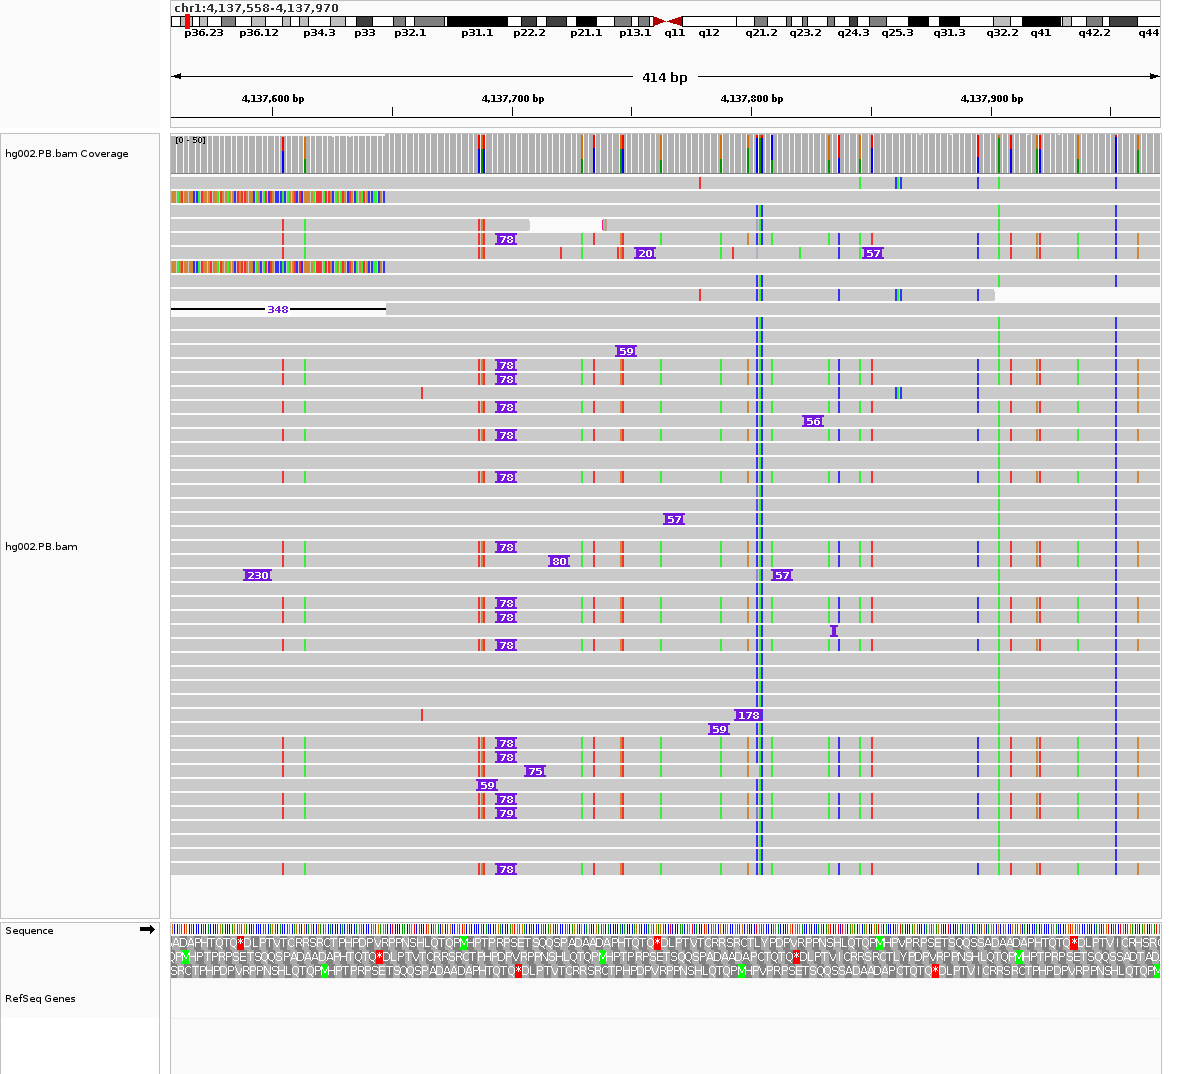 chr1:4,137,558-4,137,970
p36.23 p36.12 p34.3 p33 p32.1 p31.1 p22.2 p21.1 p13.1 q11 q12 q21.2 q23.2 q24.3 q25.3 q31.3 q32.2 q41 q42.2 q44
414 bp
4,137,600 bp 4,137,700 bp 4,137,800 bp 4,137,900 bp
[0 - 50]
hg002.PB.bam Coverage
78
20 57
348
59
78
78
78
56
78
78
57
hg002.PB.bam
78
80
230 57
78
78
I
78
178
59
78
78
75
59
78
79
78
Sequence
RefSeq Genes